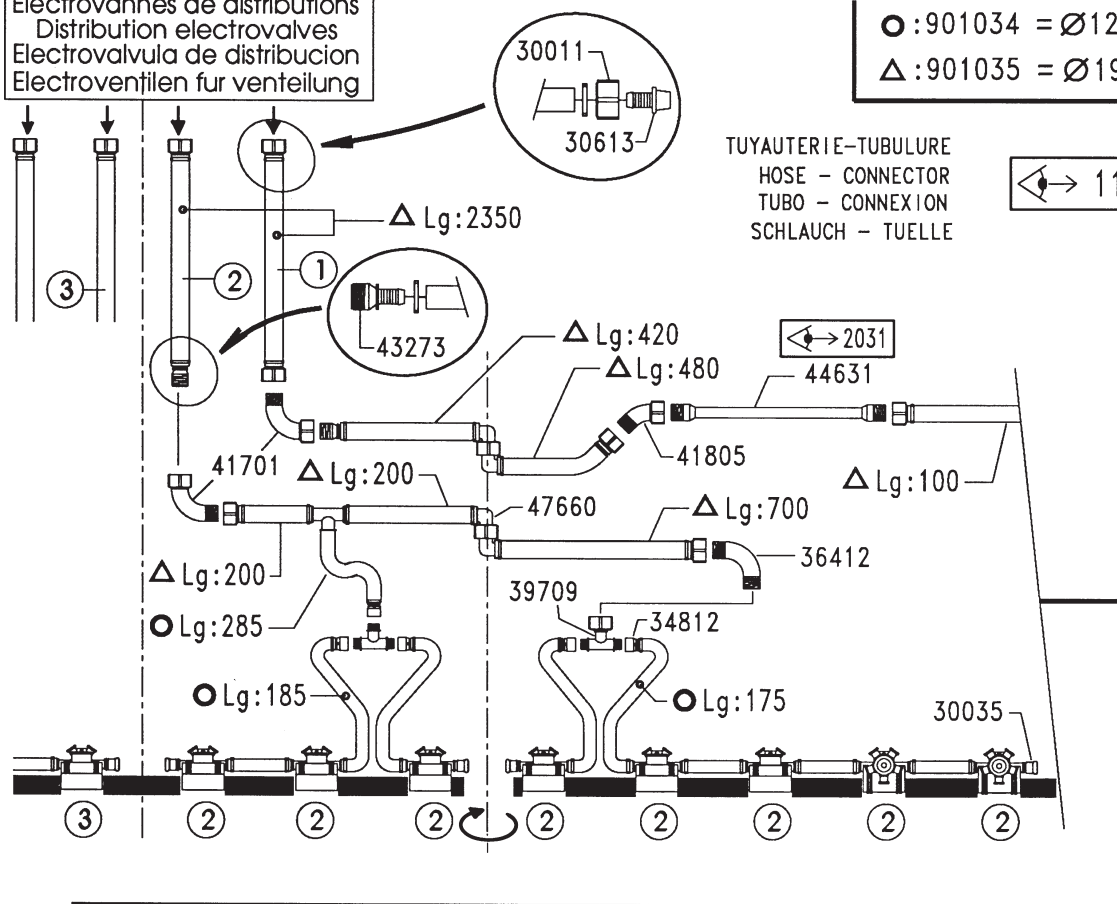 Electrovannes de distributions
Distribution electrovalves
Electrovalvula de distribucion
Electroventilen fur venteilung
30011
30613
:901034 = Ø12
:901035 = Ø19
TUYAUTERIE-TUBULURE
HOSE - CONNECTOR
TUBO - CONNEXION
SCHLAUCH - TUELLE
11
△ Lg:2350
3
2
1
43273
△ Lg:420
△ Lg:480
2031
44631
41701
△ Lg:200
41805
△ Lg:100
47660
△ Lg:700
36412
△ Lg:200
39709
34812
O Lg:285
O Lg:185
O Lg:175
30035
3
2
2
2
2
2
2
2
2